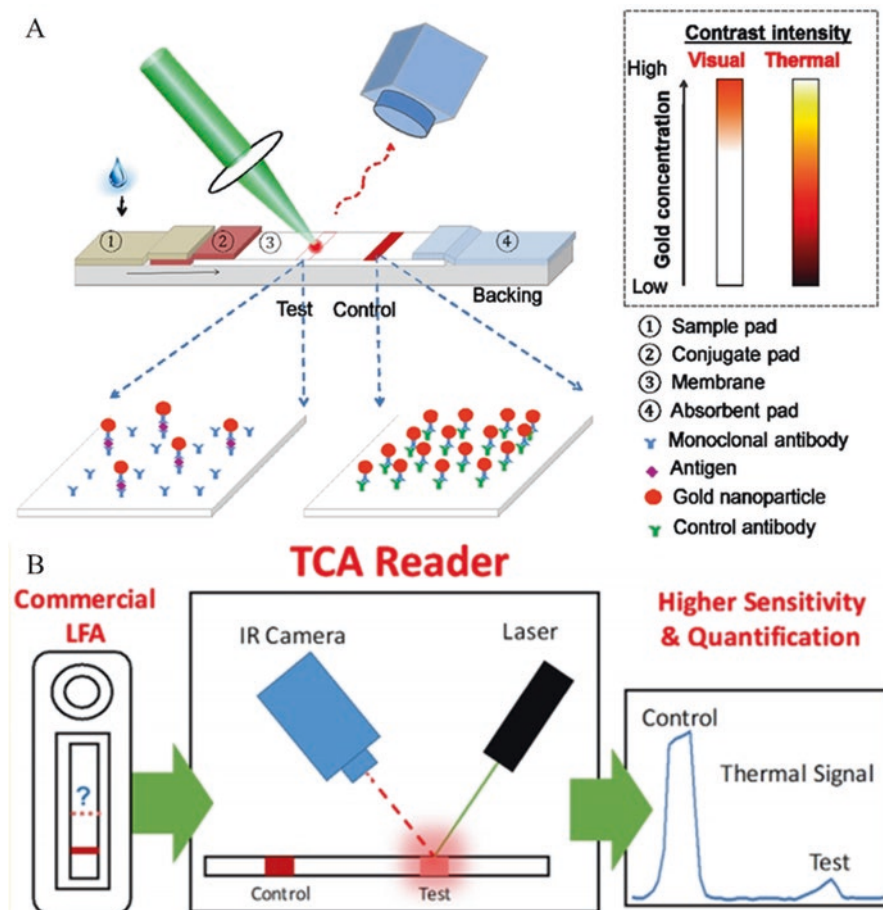 A
①
②
③
④
Test
Control
Backing
Contrast intensity
Visual Thermal
High
Gold concentration
Low
① Sample pad
② Conjugate pad
③ Membrane
④ Absorbent pad
Monoclonal antibody
Antigen
Gold nanoparticle
Control antibody
B
Commercial
LFA
?
TCA Reader
IR Camera
Laser
Control
Test
Higher Sensitivity
& Quantification
Control
Thermal Signal
Test